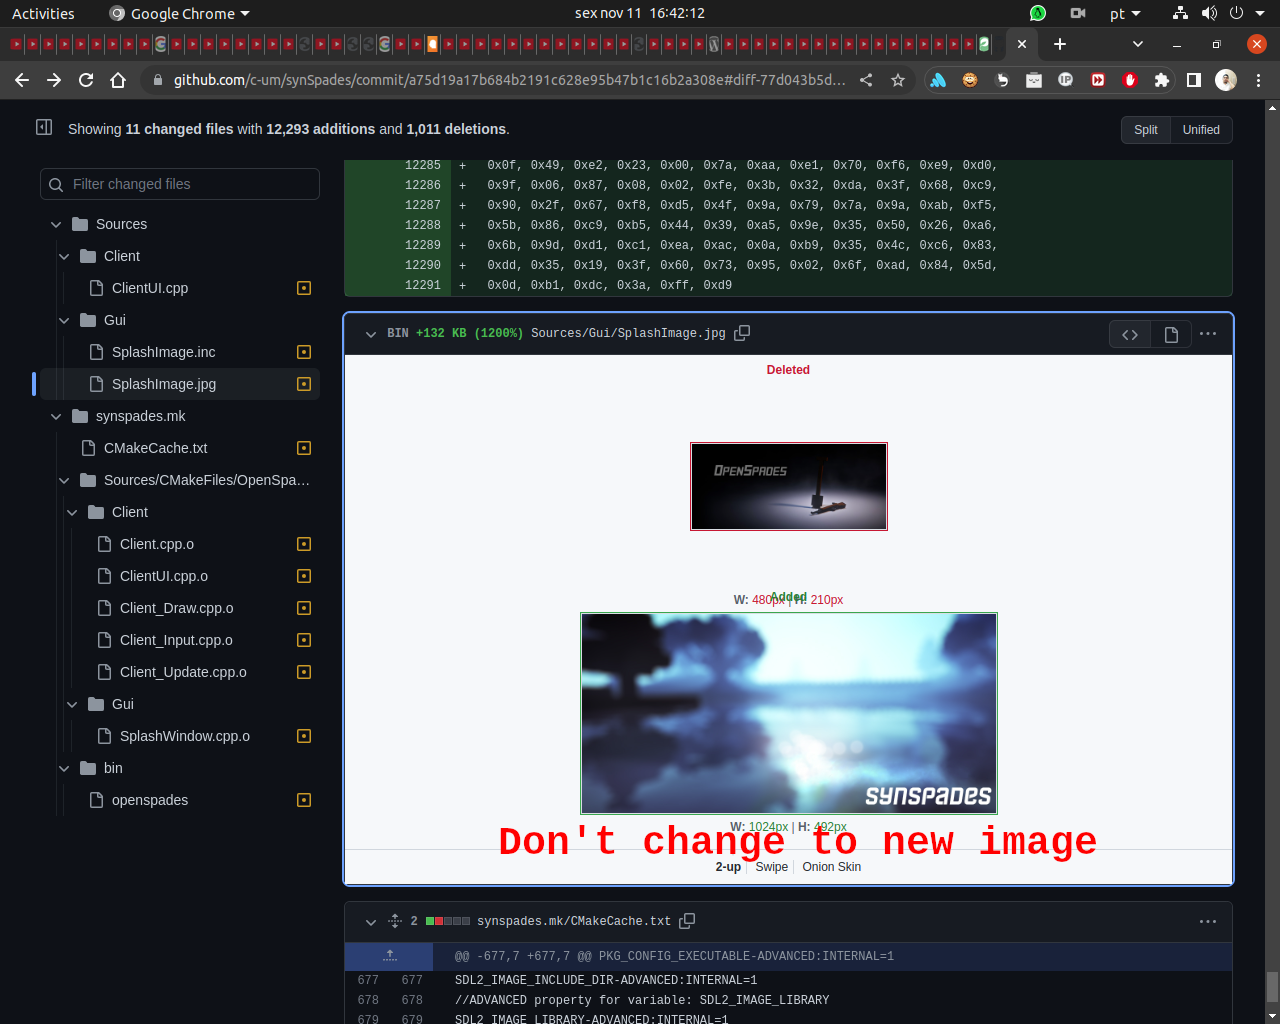 Activities
Google Chrome
sex nov 11 16:42:12
pt
github.com/c-um/synSpades/commit/a75d19a17b684b2191c628e95b47b1c16b2a308e#diff-77d043b5d…
Showing 11 changed files with 12,293 additions and 1,011 deletions.
Split
Unified
Filter changed files
Sources
Client
ClientUI.cpp
Gui
SplashImage.inc
SplashImage.jpg
synspades.mk
CMakeCache.txt
Sources/CMakeFiles/OpenSpa…
Client
Client.cpp.o
ClientUI.cpp.o
Client_Draw.cpp.o
Client_Input.cpp.o
Client_Update.cpp.o
Gui
SplashWindow.cpp.o
bin
openspades
12285 + 0x0f, 0x49, 0xe2, 0x23, 0x00, 0x7a, 0xaa, 0xe1, 0x70, 0xf6, 0xe9, 0xd0,
12286 + 0x9f, 0x06, 0x87, 0x08, 0x02, 0xfe, 0x3b, 0x32, 0xda, 0x3f, 0x68, 0xc9,
12287 + 0x90, 0x2f, 0x67, 0xf8, 0xd5, 0x4f, 0x9a, 0x79, 0x7a, 0x9a, 0xab, 0xf5,
12288 + 0x5b, 0x86, 0xc9, 0xb5, 0x44, 0x39, 0xa5, 0x9e, 0x35, 0x50, 0x26, 0xa6,
12289 + 0x6b, 0x9d, 0xd1, 0xc1, 0xea, 0xac, 0x0a, 0xb9, 0x35, 0x4c, 0xc6, 0x83,
12290 + 0xdd, 0x35, 0x19, 0x3f, 0x60, 0x73, 0x95, 0x02, 0x6f, 0xad, 0x84, 0x5d,
12291 + 0x0d, 0xb1, 0xdc, 0x3a, 0xff, 0xd9
BIN +132 KB (1200%) Sources/Gui/SplashImage.jpg
Deleted
OpenSpades
W: 480px | H: 210px
Added
synspades
W: 1024px | H: 492px
Don't change to new image
2-up
Swipe
Onion Skin
2 synspades.mk/CMakeCache.txt
@@ -677,7 +677,7 @@ PKG_CONFIG_EXECUTABLE-ADVANCED:INTERNAL=1
677 677 SDL2_IMAGE_INCLUDE_DIR-ADVANCED:INTERNAL=1
678 678 //ADVANCED property for variable: SDL2_IMAGE_LIBRARY
679 679 SDL2_IMAGE_LIBRARY-ADVANCED:INTERNAL=1